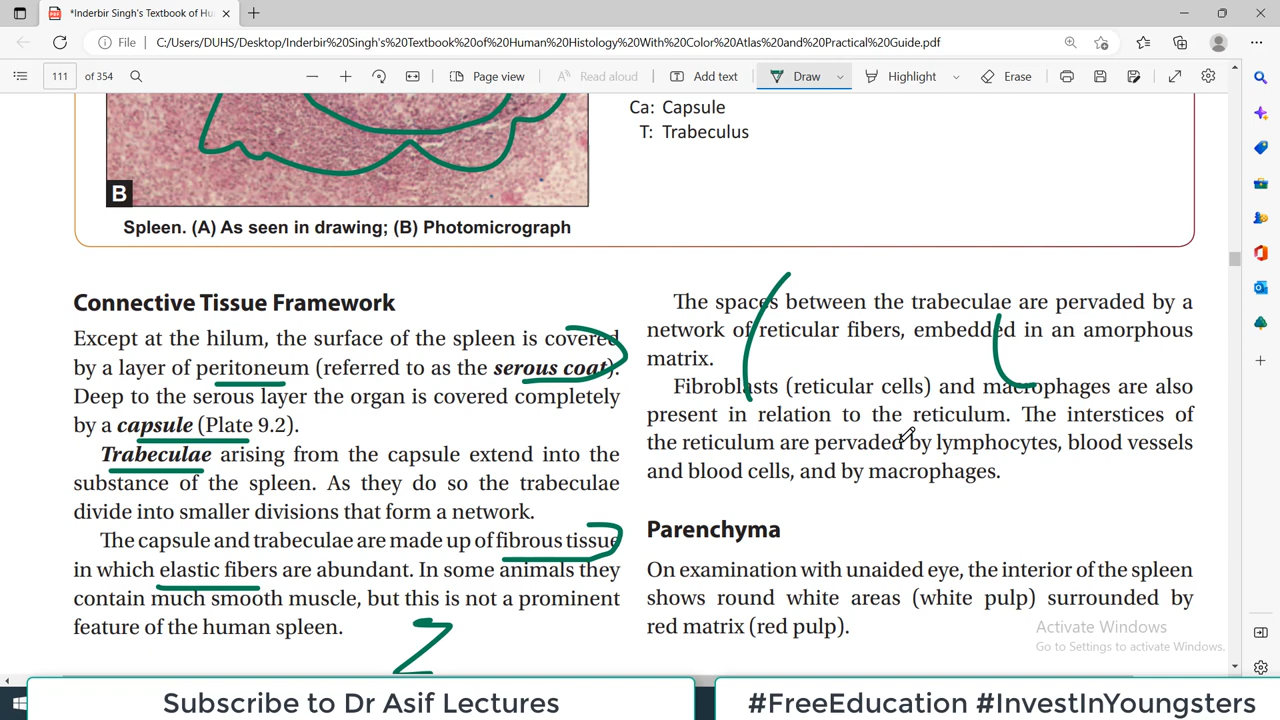 *Inderbir Singh's Textbook of Hu
File
C:/Users/DUHS/Desktop/Inderbir%20Singh's%20Textbook%20of%20Human%20Histology%20With%20Color%20Atlas%20and%20Practical%20Guide.pdf
111 of 354
Page view
Read aloud
Add text
Draw
Highlight
Erase
Ca: Capsule
T: Trabeculus
B
Spleen. (A) As seen in drawing; (B) Photomicrograph
Connective Tissue Framework
Except at the hilum, the surface of the spleen is covered
by a layer of peritoneum (referred to as the serous coat).
Deep to the serous layer the organ is covered completely
by a capsule (Plate 9.2).
Trabeculae arising from the capsule extend into the
substance of the spleen. As they do so the trabeculae
divide into smaller divisions that form a network.
The capsule and trabeculae are made up of fibrous tissue
in which elastic fibers are abundant. In some animals they
contain much smooth muscle, but this is not a prominent
feature of the human spleen.
The spaces between the trabeculae are pervaded by a
network of reticular fibers, embedded in an amorphous
matrix.
Fibroblasts (reticular cells) and macrophages are also
present in relation to the reticulum. The interstices of
the reticulum are pervaded by lymphocytes, blood vessels
and blood cells, and by macrophages.
Parenchyma
On examination with unaided eye, the interior of the spleen
shows round white areas (white pulp) surrounded by
red matrix (red pulp).
Activate Windows
Go to Settings to activate Windows.
Subscribe to Dr Asif Lectures
#FreeEducation #InvestInYoungsters